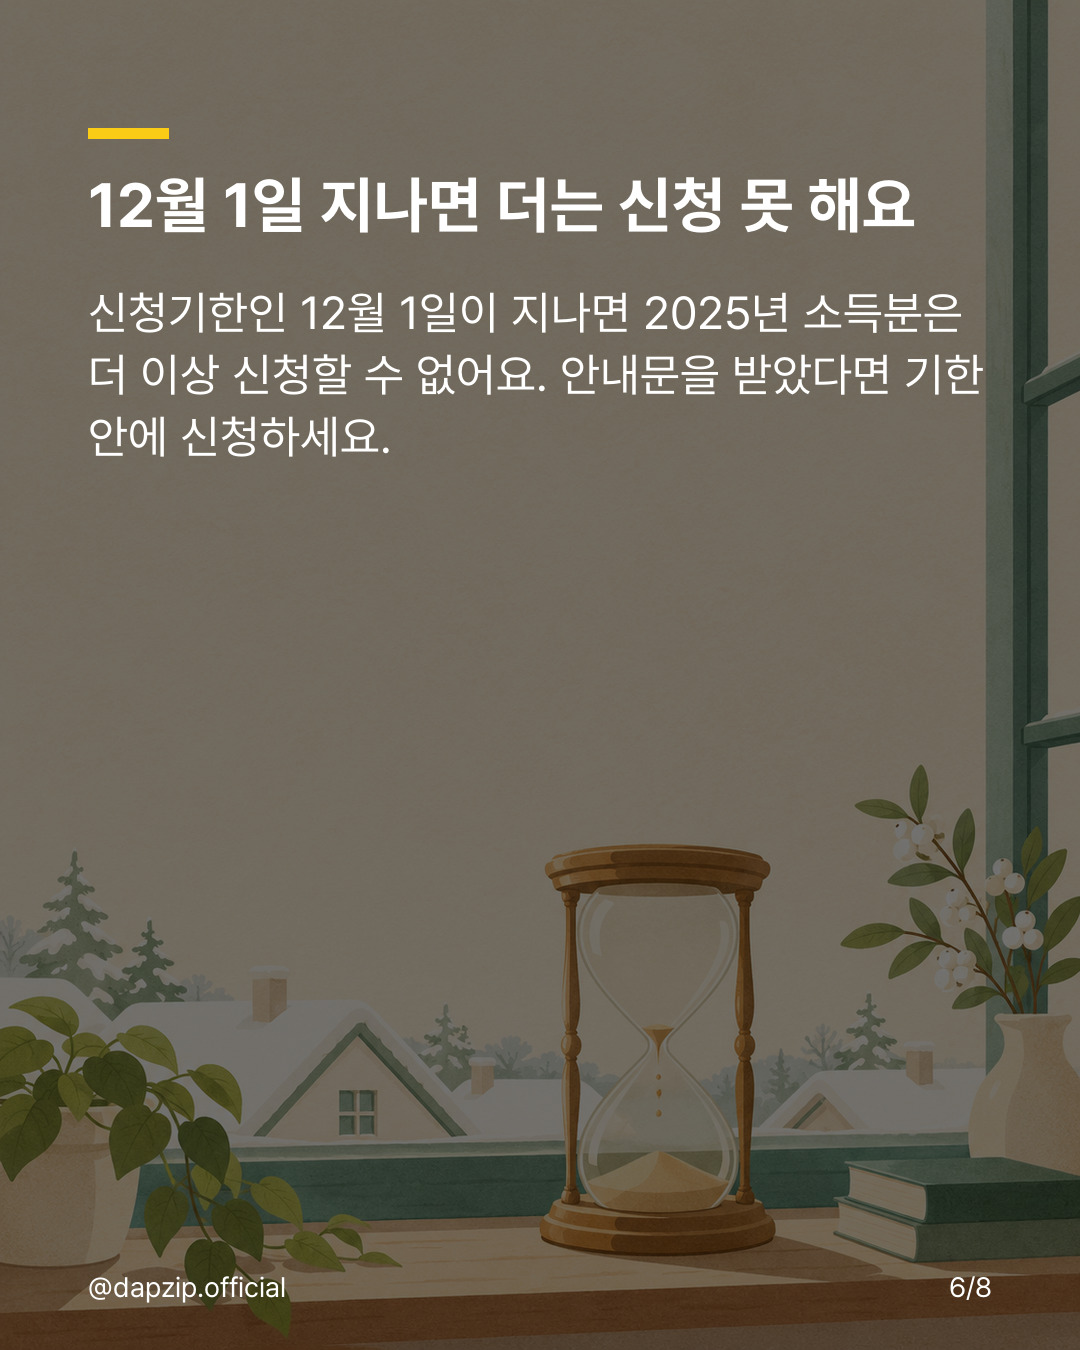 12월 1일 지나면 더는 신청 못 해요
신청기한인 12월 1일이 지나면 2025년 소득분은
더 이상 신청할 수 없어요. 안내문을 받았다면 기한
안에 신청하세요.
@dapzip.official
6/8